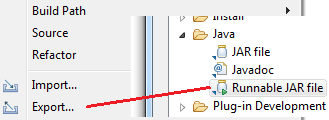 Build Path
Source
Refactor
Import...
Export...
Install
Java
JAR file
Javadoc
Runnable JAR file
Plug-in Development